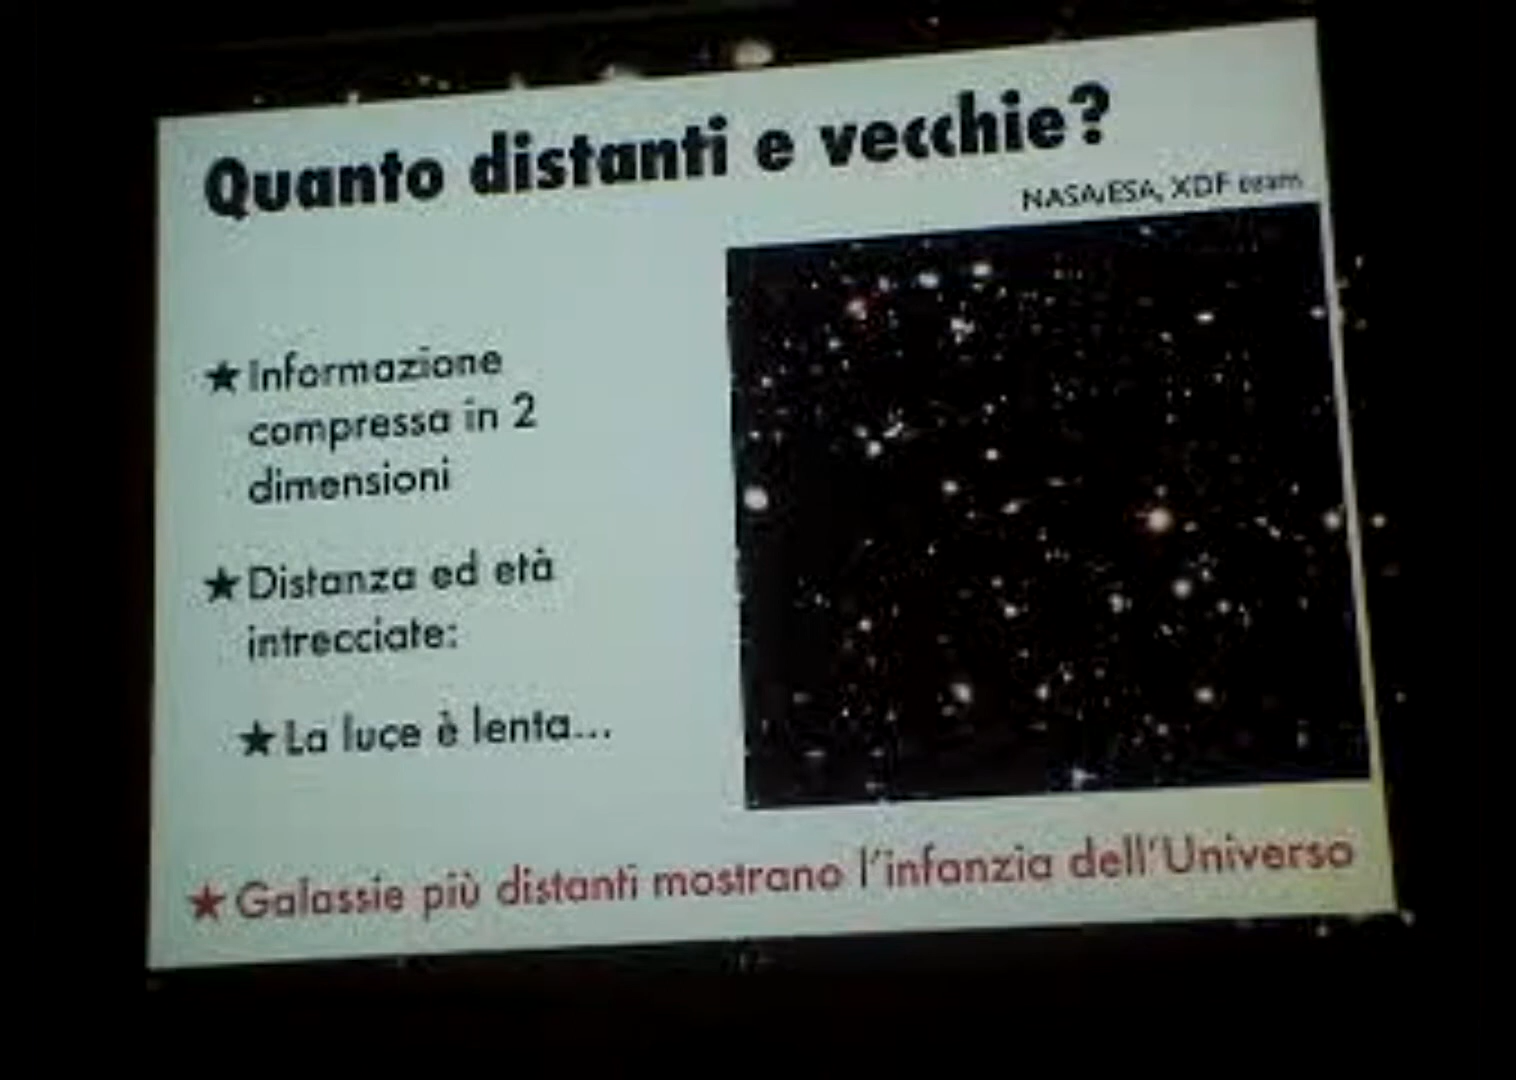 Quanto distanti e vecchie?
NASA/ESA, XDF team
★ Informazione
compressa in 2
dimensioni
★ Distanza ed età
intrecciate:
★ La luce è lenta...
★ Galassie più distanti mostrano l'infanzia dell'Universo